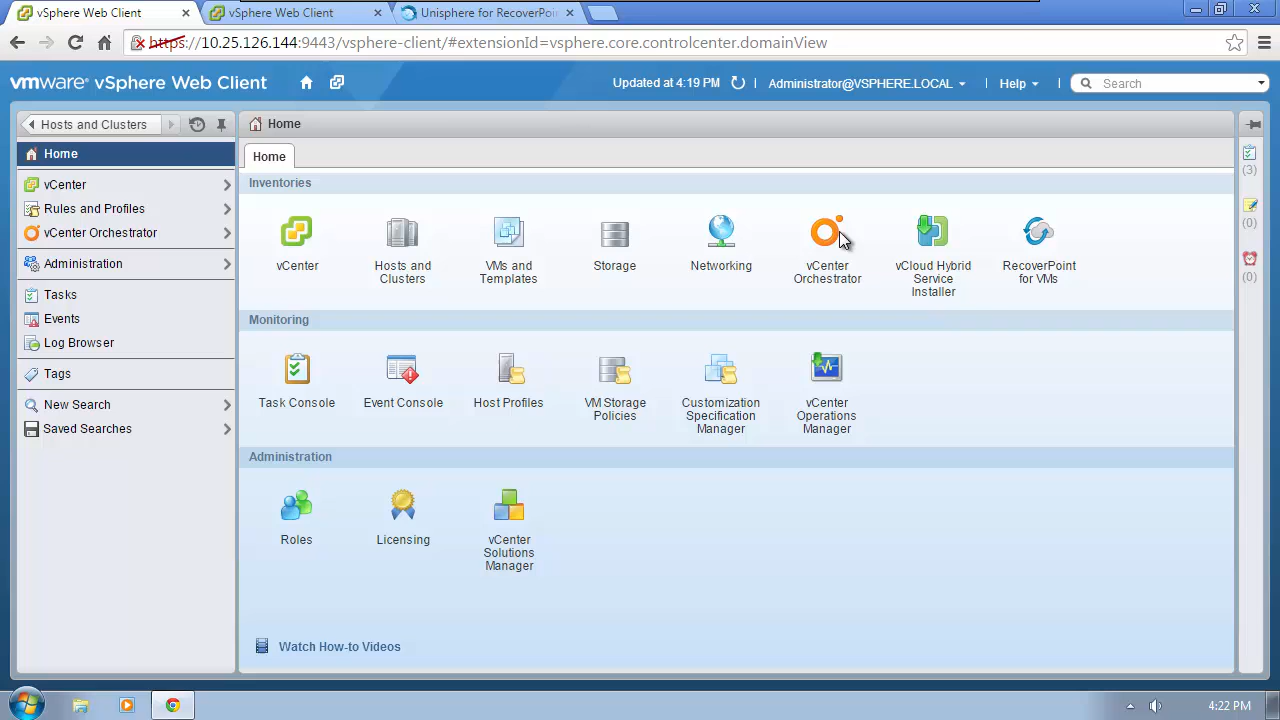 vSphere Web Client
vSphere Web Client
Unisphere for RecoverPoin
https://10.25.126.144:9443/vsphere-client/#extensionId=vsphere.core.controlcenter.domainView
vmware® vSphere Web Client
Updated at 4:19 PM
Administrator@VSPHERE.LOCAL
Help
Search
Hosts and Clusters
Home
vCenter
Rules and Profiles
vCenter Orchestrator
Administration
Tasks
Events
Log Browser
Tags
New Search
Saved Searches
Home
Home
Inventories
vCenter
Hosts and
Clusters
VMs and
Templates
Storage
Networking
vCenter
Orchestrator
vCloud Hybrid
Service
Installer
RecoverPoint
for VMs
Monitoring
Task Console
Event Console
Host Profiles
VM Storage
Policies
Customization
Specification
Manager
vCenter
Operations
Manager
Administration
Roles
Licensing
vCenter
Solutions
Manager
Watch How-to Videos
(3)
(0)
(0)
4:22 PM